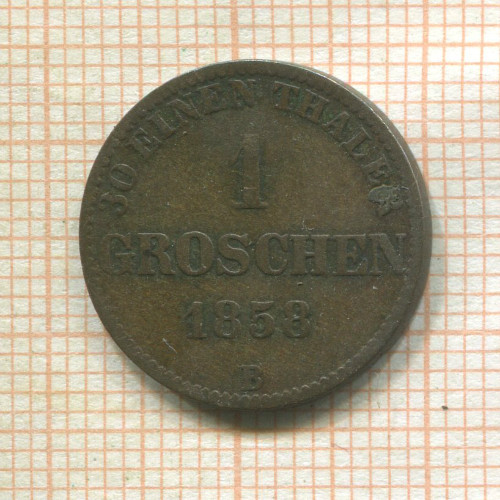 30 EINEN THALER
1
GROSCHEN
1858
B